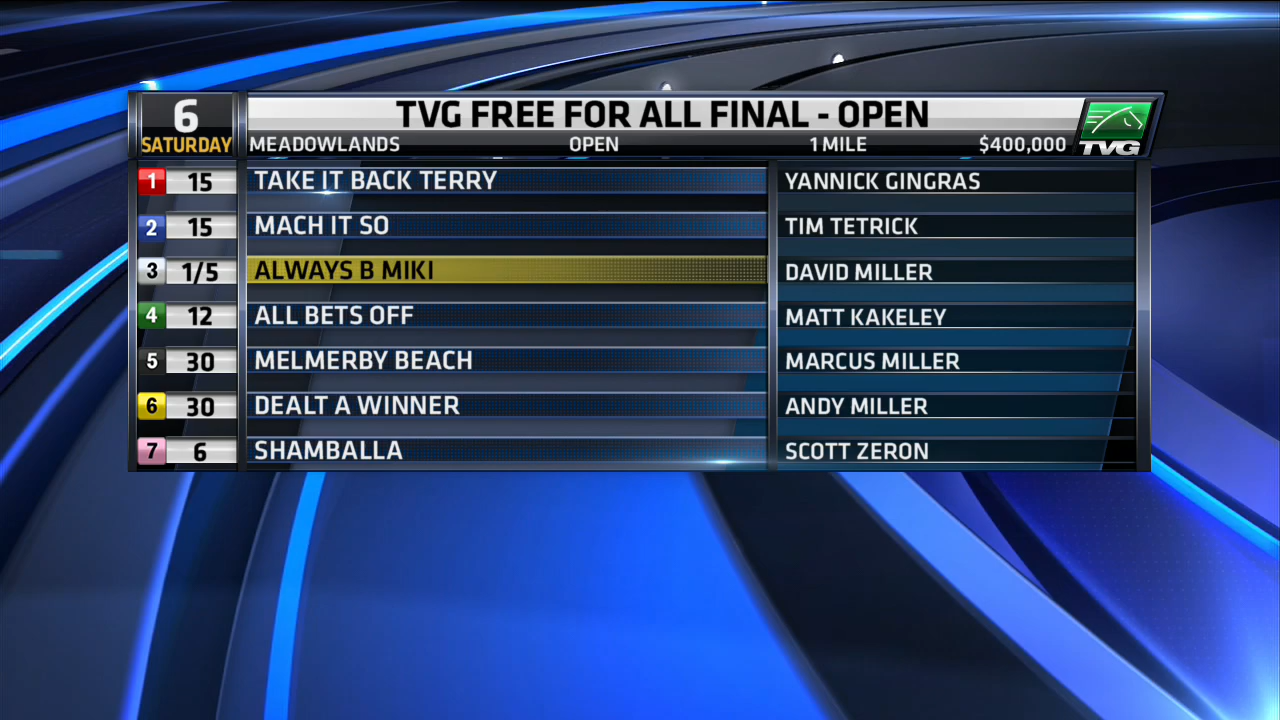 6
SATURDAY
TVG FREE FOR ALL FINAL - OPEN
MEADOWLANDS OPEN 1 MILE $400,000
TVG
1 15 TAKE IT BACK TERRY YANNICK GINGRAS
2 15 MACH IT SO TIM TETRICK
3 1/5 ALWAYS B MIKI DAVID MILLER
4 12 ALL BETS OFF MATT KAKELEY
5 30 MELMERBY BEACH MARCUS MILLER
6 30 DEALT A WINNER ANDY MILLER
7 6 SHAMBALLA SCOTT ZERON